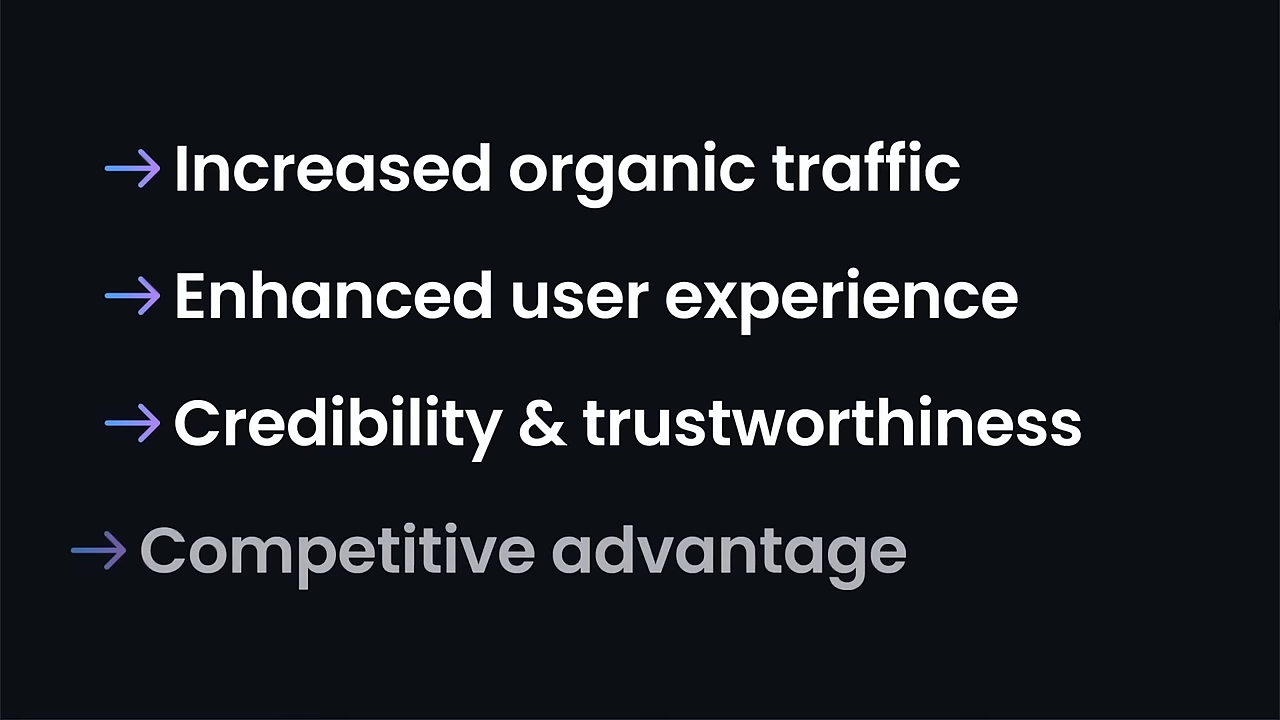 Increased organic traffic
Enhanced user experience
Credibility & trustworthiness
Competitive advantage